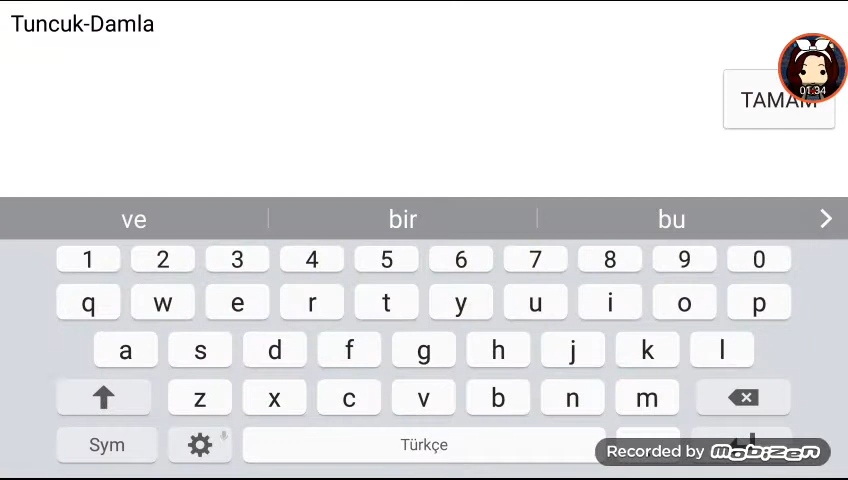 Tuncuk-Damla
01:34
TAMAM
ve bir bu
1 2 3 4 5 6 7 8 9 0
q w e r t y u i o p
a s d f g h j k l
z x c v b n m
Sym Türkçe
Recorded by mobizen